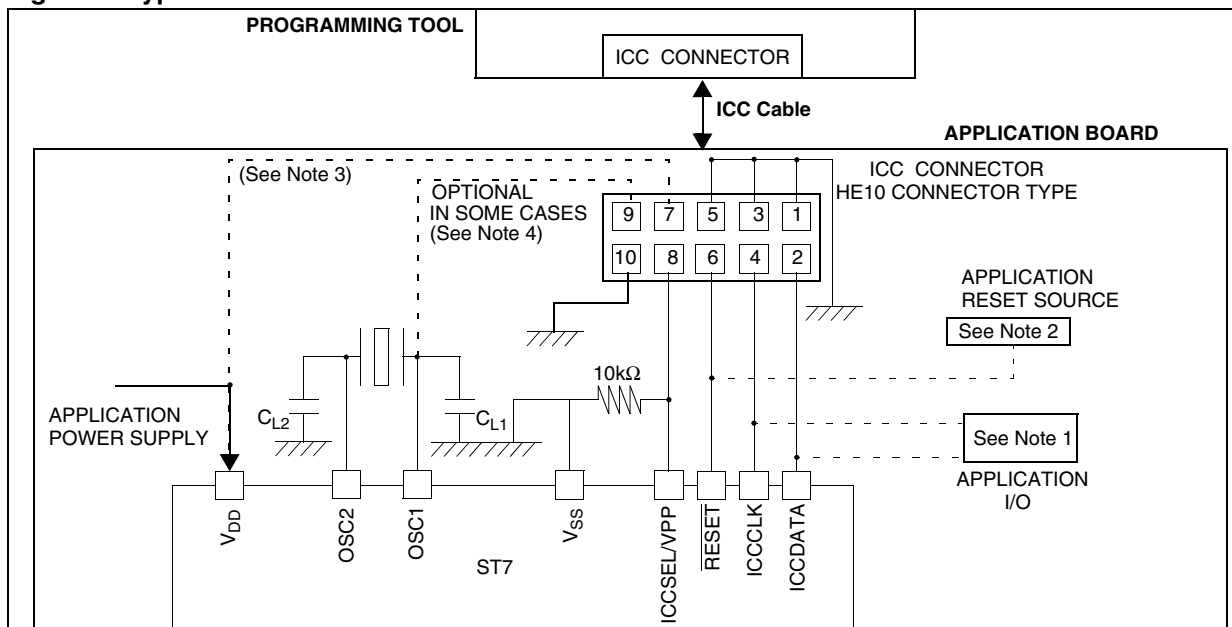 PROGRAMMING TOOL
ICC CONNECTOR
ICC Cable
APPLICATION BOARD
(See Note 3)
OPTIONAL
IN SOME CASES
(See Note 4)
ICC CONNECTOR
HE10 CONNECTOR TYPE
9 7 5 3 1
10 8 6 4 2
APPLICATION
RESET SOURCE
See Note 2
10kΩ
APPLICATION
POWER SUPPLY
CL2
CL1
See Note 1
APPLICATION
I/O
VDD
OSC2
OSC1
VSS
ICCSEL/VPP
RESET
ICCCLK
ICCDATA
ST7